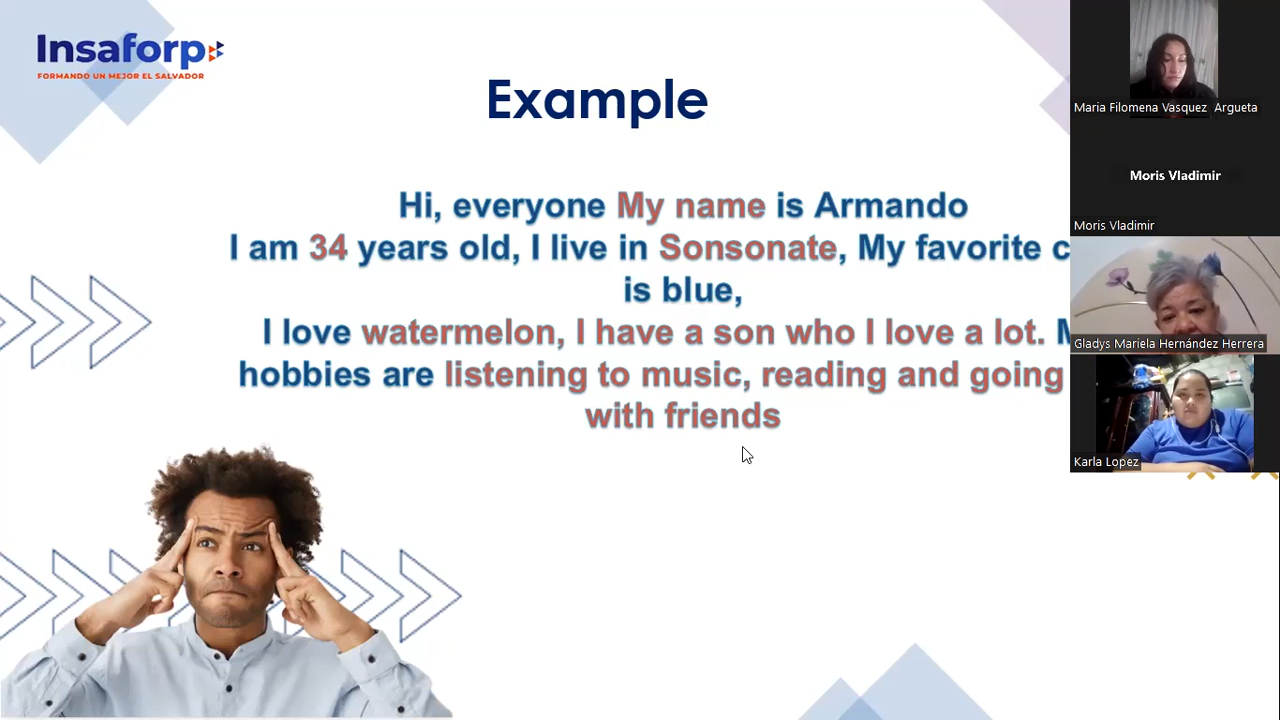 Insaforp
FORMANDO UN MEJOR EL SALVADOR
Example
Hi, everyone My name is Armando
I am 34 years old, I live in Sonsonate, My favorite
is blue,
I love watermelon, I have a son who I love a lot.
hobbies are listening to music, reading and going
with friends
Maria Filomena Vasquez Argueta
Moris Vladimir
Moris Vladimir
Gladys Mariela Hernández Herrera
Karla Lopez